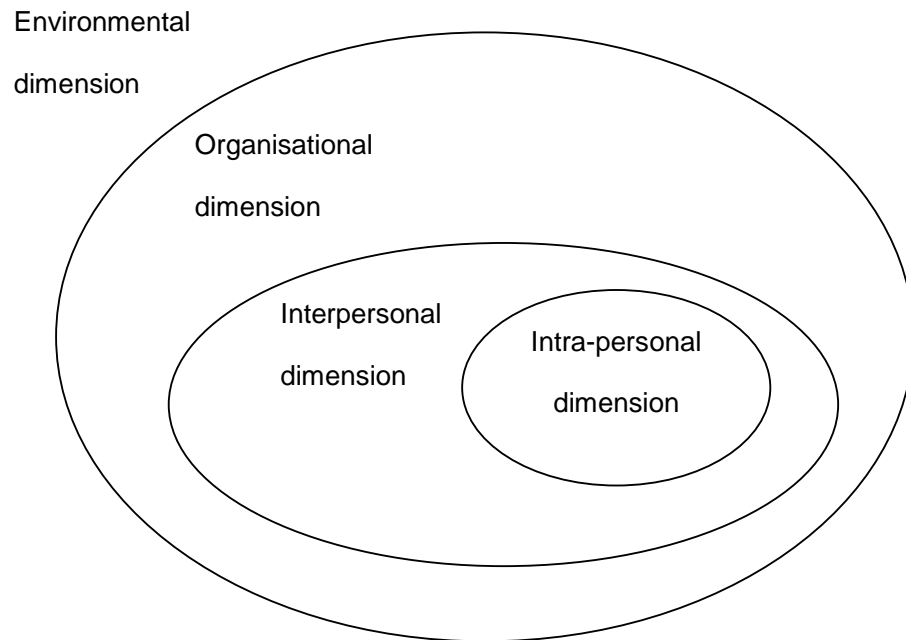 Environmental
dimension
Organisational
dimension
Interpersonal
dimension
Intra-personal
dimension